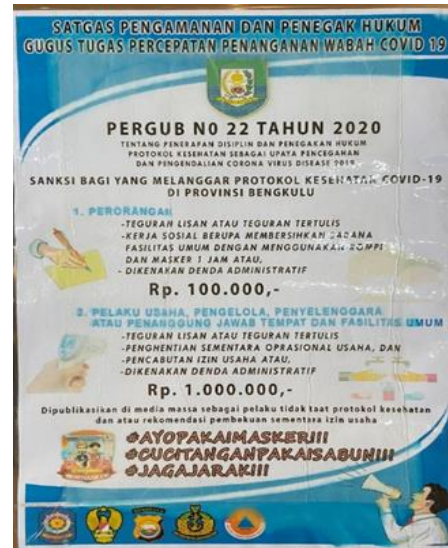 SATGAS PENGAMANAN DAN PENEGAK HUKUM
GUGUS TUGAS PERCEPATAN PENANGANAN WABAH COVID 19
PERGUB NO 22 TAHUN 2020
TENTANG PENERAPAN DISIPLIN DAN PENEGAKAN HUKUM
PROTOKOL KESEHATAN SEBAGAI UPAYA PENCEGAHAN
DAN PENGENDALIAN CORONA VIRUS DISEASE 2019
SANKSI BAGI YANG MELANGGAR PROTOKOL KESEHATAN COVID-19
DI PROVINSI BENGKULU
1. PERORANGAN
-TEGURAN LISAN ATAU TEGURAN TERTULIS
-KERJA SOSIAL BERUPA MEMBERSIHKAN SARANA
FASILITAS UMUM DENGAN MENGGUNAKAN ROMPI
DAN MASKER 1 JAM ATAU,
-DIKENAKAN DENDA ADMINISTRATIF
Rp. 100.000,-
2. PELAKU USAHA, PENGELOLA, PENYELENGGARA
ATAU PENANGGUNG JAWAB TEMPAT DAN FASILITAS UMUM
-TEGURAN LISAN ATAU TEGURAN TERTULIS
-PENGHENTIAN SEMENTARA OPRASIONAL USAHA, DAN
-PENCABUTAN IZIN USAHA ATAU,
-DIKENAKAN DENDA ADMINISTRATIF
Rp. 1.000.000,-
Dipublikasikan di media massa sebagai pelaku tidak taat protokol kesehatan
dan atau rekomendasi pembekuan sementara izin usaha
#AYOPAKAIMASKER!!!
#CUCITANGANPAKAISABUN!!!
#JAGAJARAK!!!